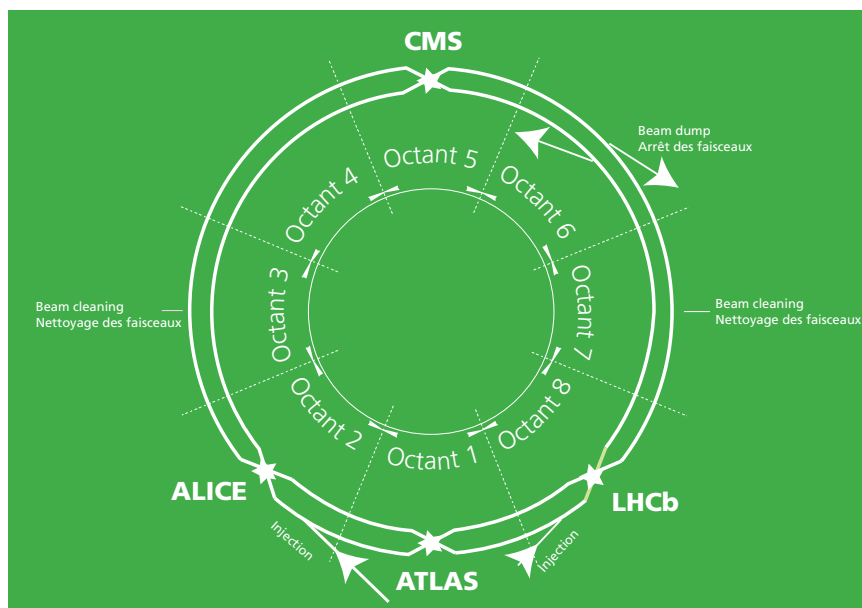 CMS
Beam dump
Arrêt des faisceaux
Octant 5
Octant 4
Octant 6
Octant 3
Octant 7
Beam cleaning
Nettoyage des faisceaux
Beam cleaning
Nettoyage des faisceaux
Octant 2
Octant 8
Octant 1
ALICE
LHCb
Injection
Injection
ATLAS